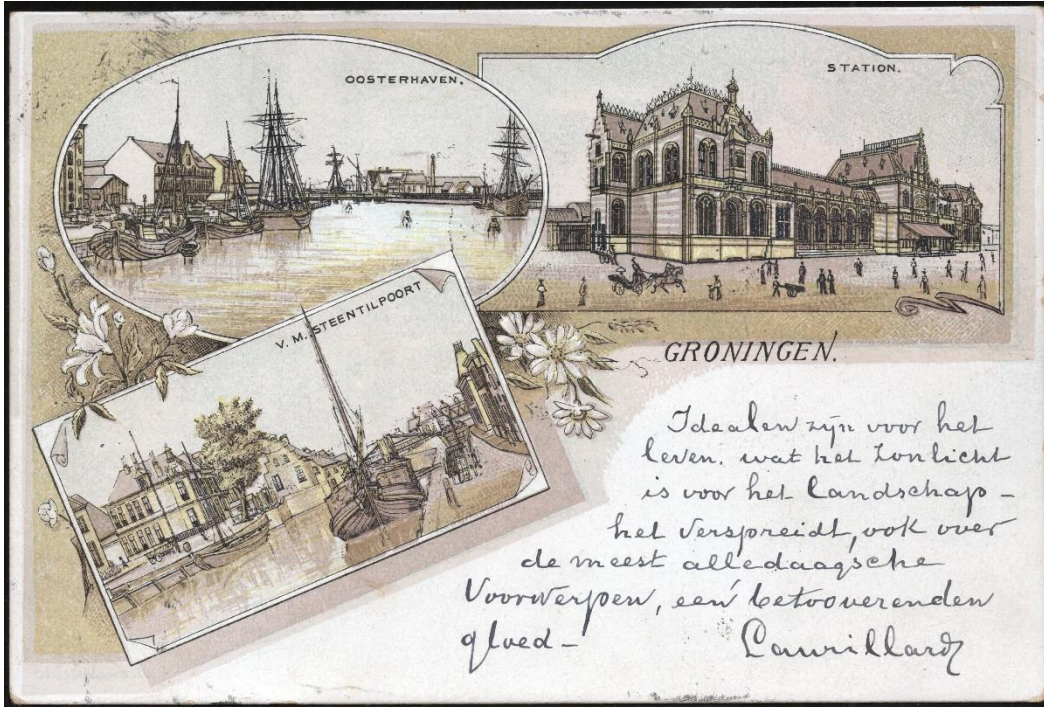 OOSTERHAVEN.
STATION.
V. M. STEENTILPOORT
GRONINGEN.
Idealen zijn voor het
leven. wat het Zonlicht
is voor het Landschap –
het verspreidt, ook over
de meest alledaagsche
Voorwerpen, een betooverenden
gloed –
Laurillard